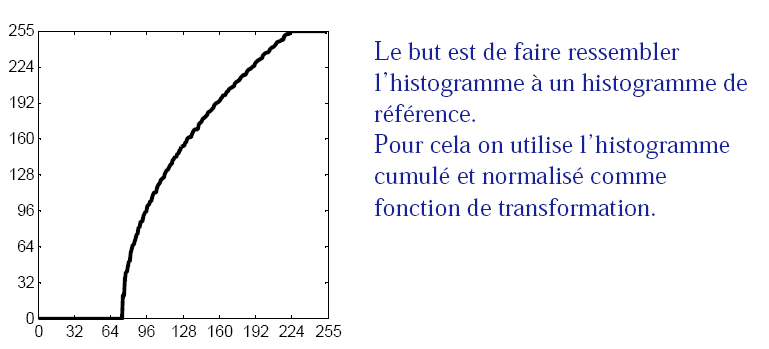 255
224
192
160
128
96
64
32
0
0 32 64 96 128 160 192 224 255
Le but est de faire ressembler
l'histogramme à un histogramme de
référence.
Pour cela on utilise l'histogramme
cumulé et normalisé comme
fonction de transformation.